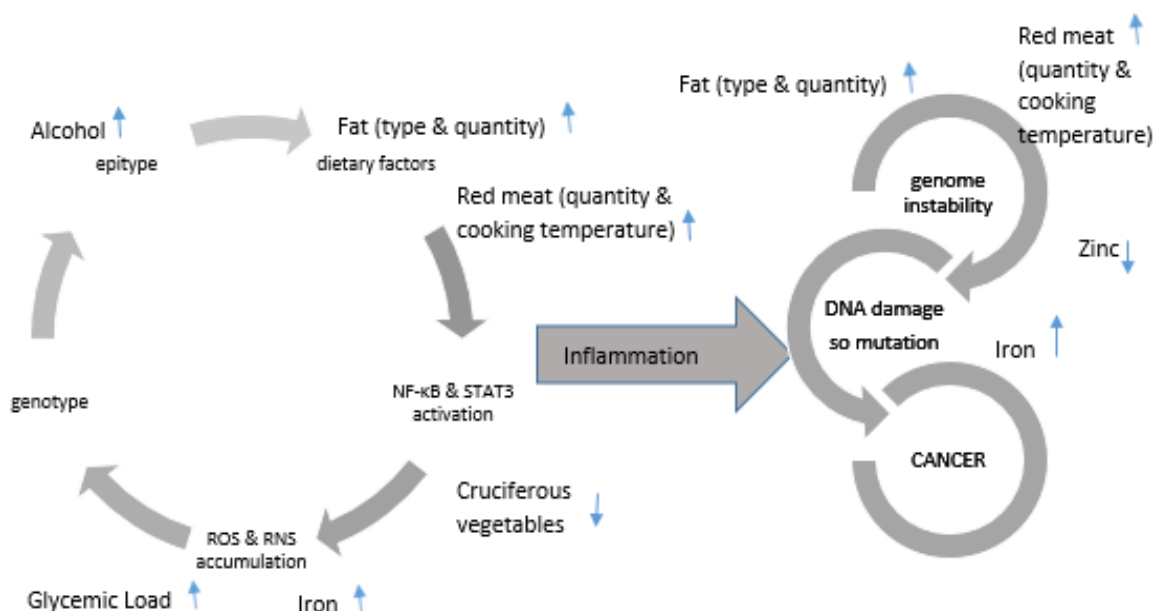 Alcohol
epitype
Fat (type & quantity)
dietary factors
Red meat (quantity &
cooking temperature)
NF-κB & STAT3
activation
Cruciferous
vegetables
ROS & RNS
accumulation
Glycemic Load
Iron
genotype
Inflammation
Fat (type & quantity)
Red meat
(quantity &
cooking
temperature)
genome
instability
Zinc
DNA damage
so mutation
Iron
CANCER